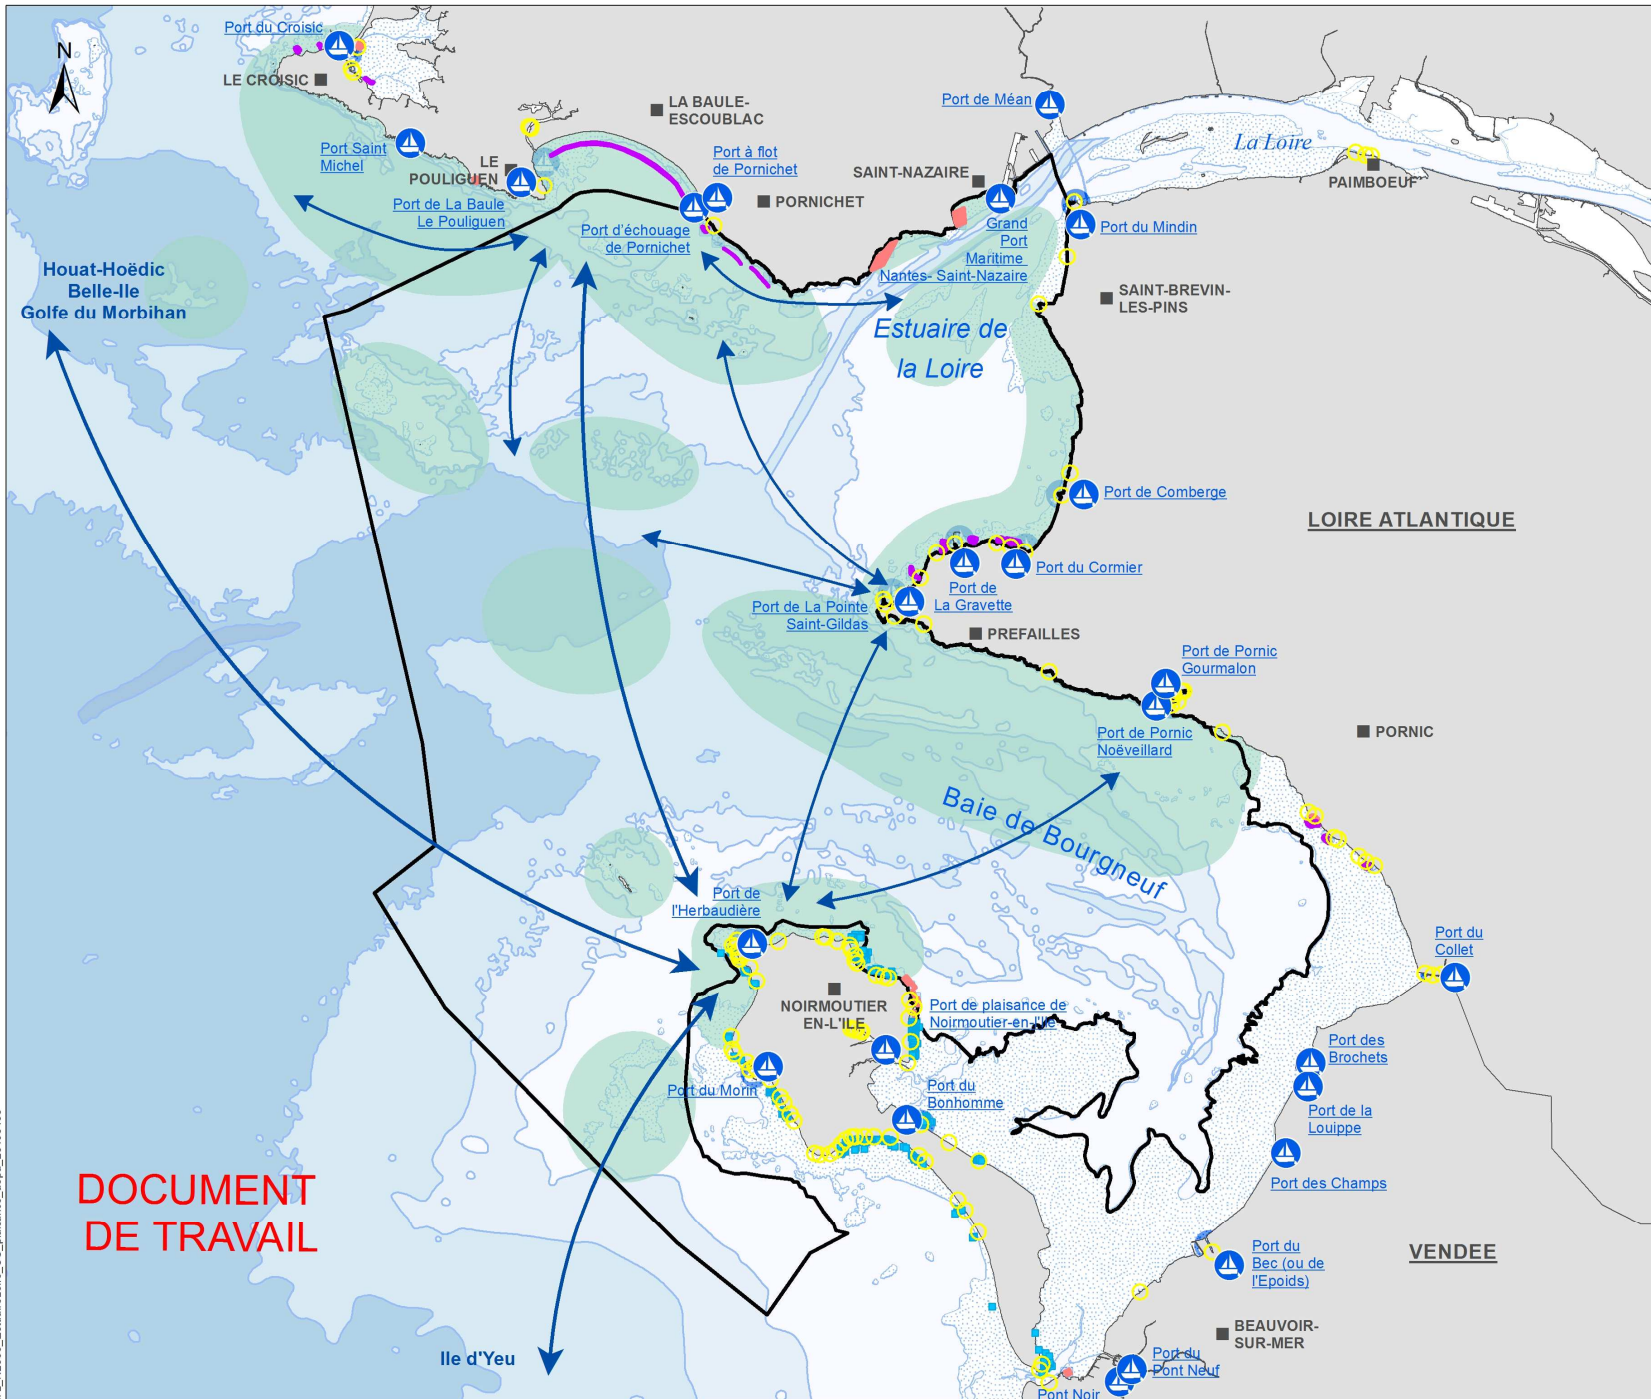 Port du Croisic
N
LE CROISIC
LA BAULE-
ESCOUBLAC
Port de Méan
La Loire
Port Saint
Michel
LE
POULIGUEN
Port à flot
de Pornichet
SAINT-NAZAIRE
PAIMBOEUF
Port de La Baule
Le Pouliguen
PORNICHET
Port d'échouage
de Pornichet
Grand
Port
Maritime
Nantes- Saint-Nazaire
Port du Mindin
Houat-Hoëdic
Belle-Ile
Golfe du Morbihan
SAINT-BREVIN-
LES-PINS
Estuaire de
la Loire
Port de Comberge
LOIRE ATLANTIQUE
Port du Cormier
Port de
La Gravette
Port de La Pointe
Saint-Gildas
PREFAILLES
Port de Pornic
Gourmalon
PORNIC
Port de Pornic
Noëveillard
Baie de Bourgneuf
Port de
l'Herbaudière
Port du
Collet
NOIRMOUTIER
EN-L'ILE
Port de plaisance de
Noirmoutier-en-l'Ile
Port des
Brochets
Port du Morin
Port du
Bonhomme
Port de la
Louippe
Port des Champs
DOCUMENT
DE TRAVAIL
Port du
Bec (ou de
l'Epoids)
VENDEE
BEAUVOIR-
SUR-MER
Ile d'Yeu
Port du
Pont Neuf
Pont Noir